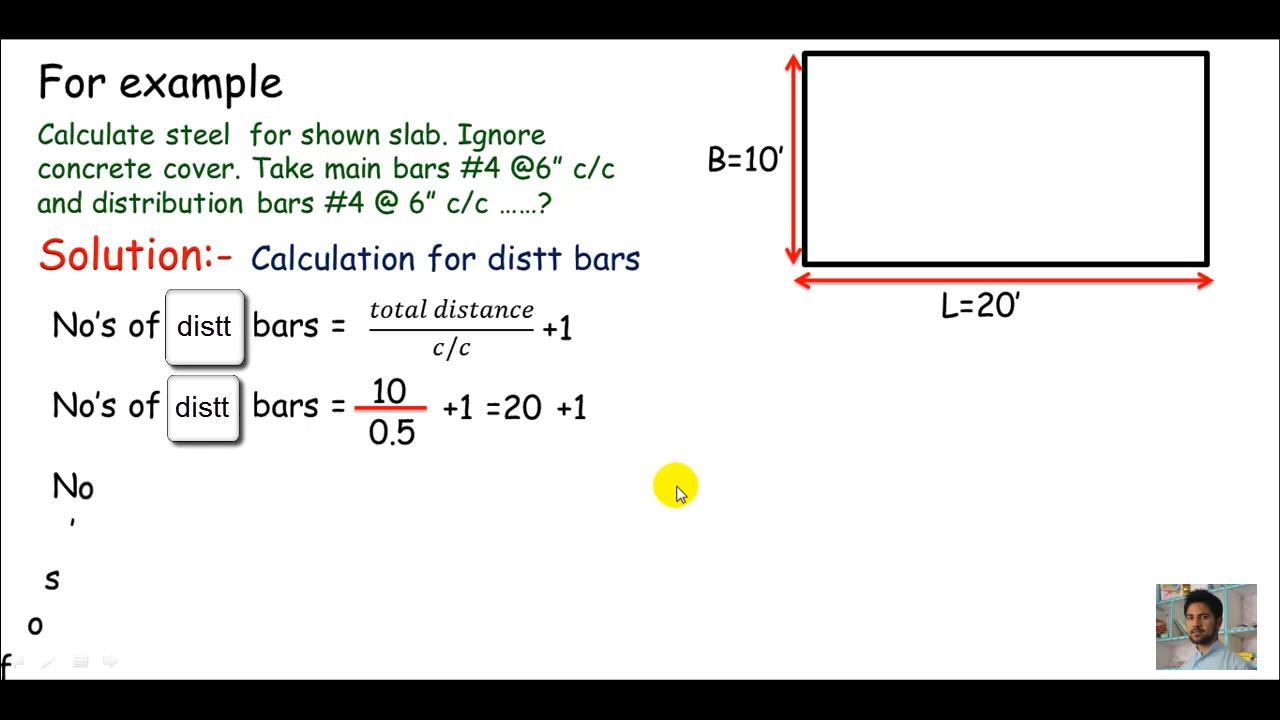 For example
Calculate steel for shown slab. Ignore
concrete cover. Take main bars #4 @6” c/c
and distribution bars #4 @ 6” c/c ……?
Solution:- Calculation for distt bars
No’s of distt bars = total distance / c/c +1
No’s of distt bars = 10 / 0.5 +1 =20 +1
No
’
s
o
f
B=10’
L=20’